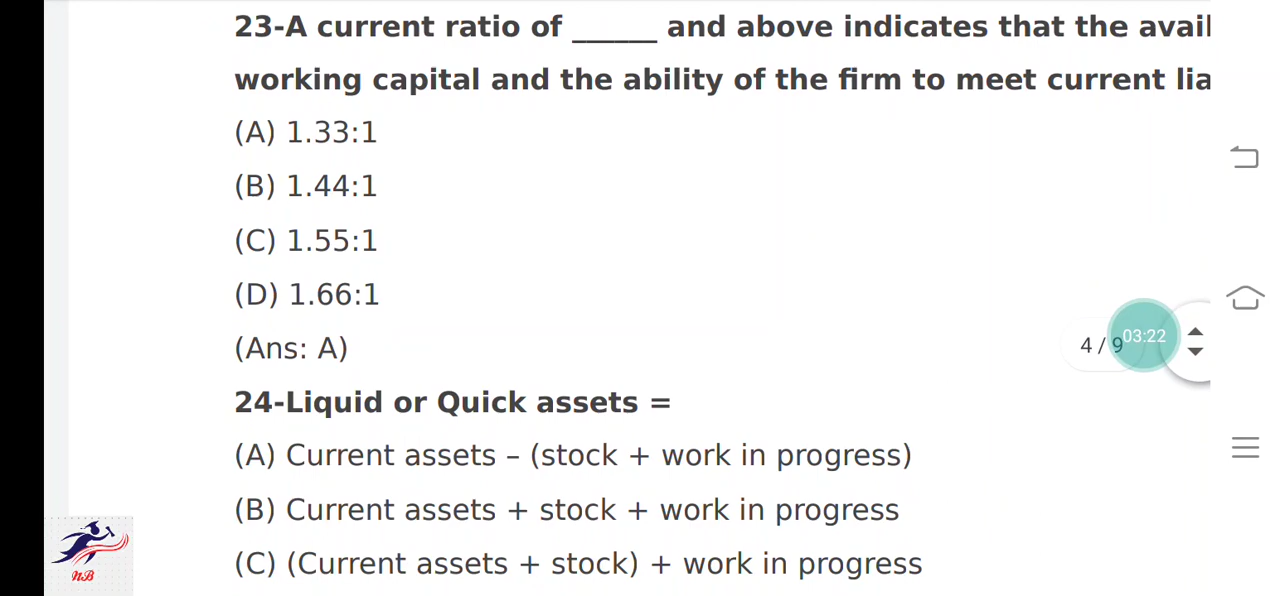 23-A current ratio of ______ and above indicates that the avail
working capital and the ability of the firm to meet current lia
(A) 1.33:1
(B) 1.44:1
(C) 1.55:1
(D) 1.66:1
(Ans: A)
4 / 9
03:22
24-Liquid or Quick assets =
(A) Current assets – (stock + work in progress)
(B) Current assets + stock + work in progress
(C) (Current assets + stock) + work in progress
NB